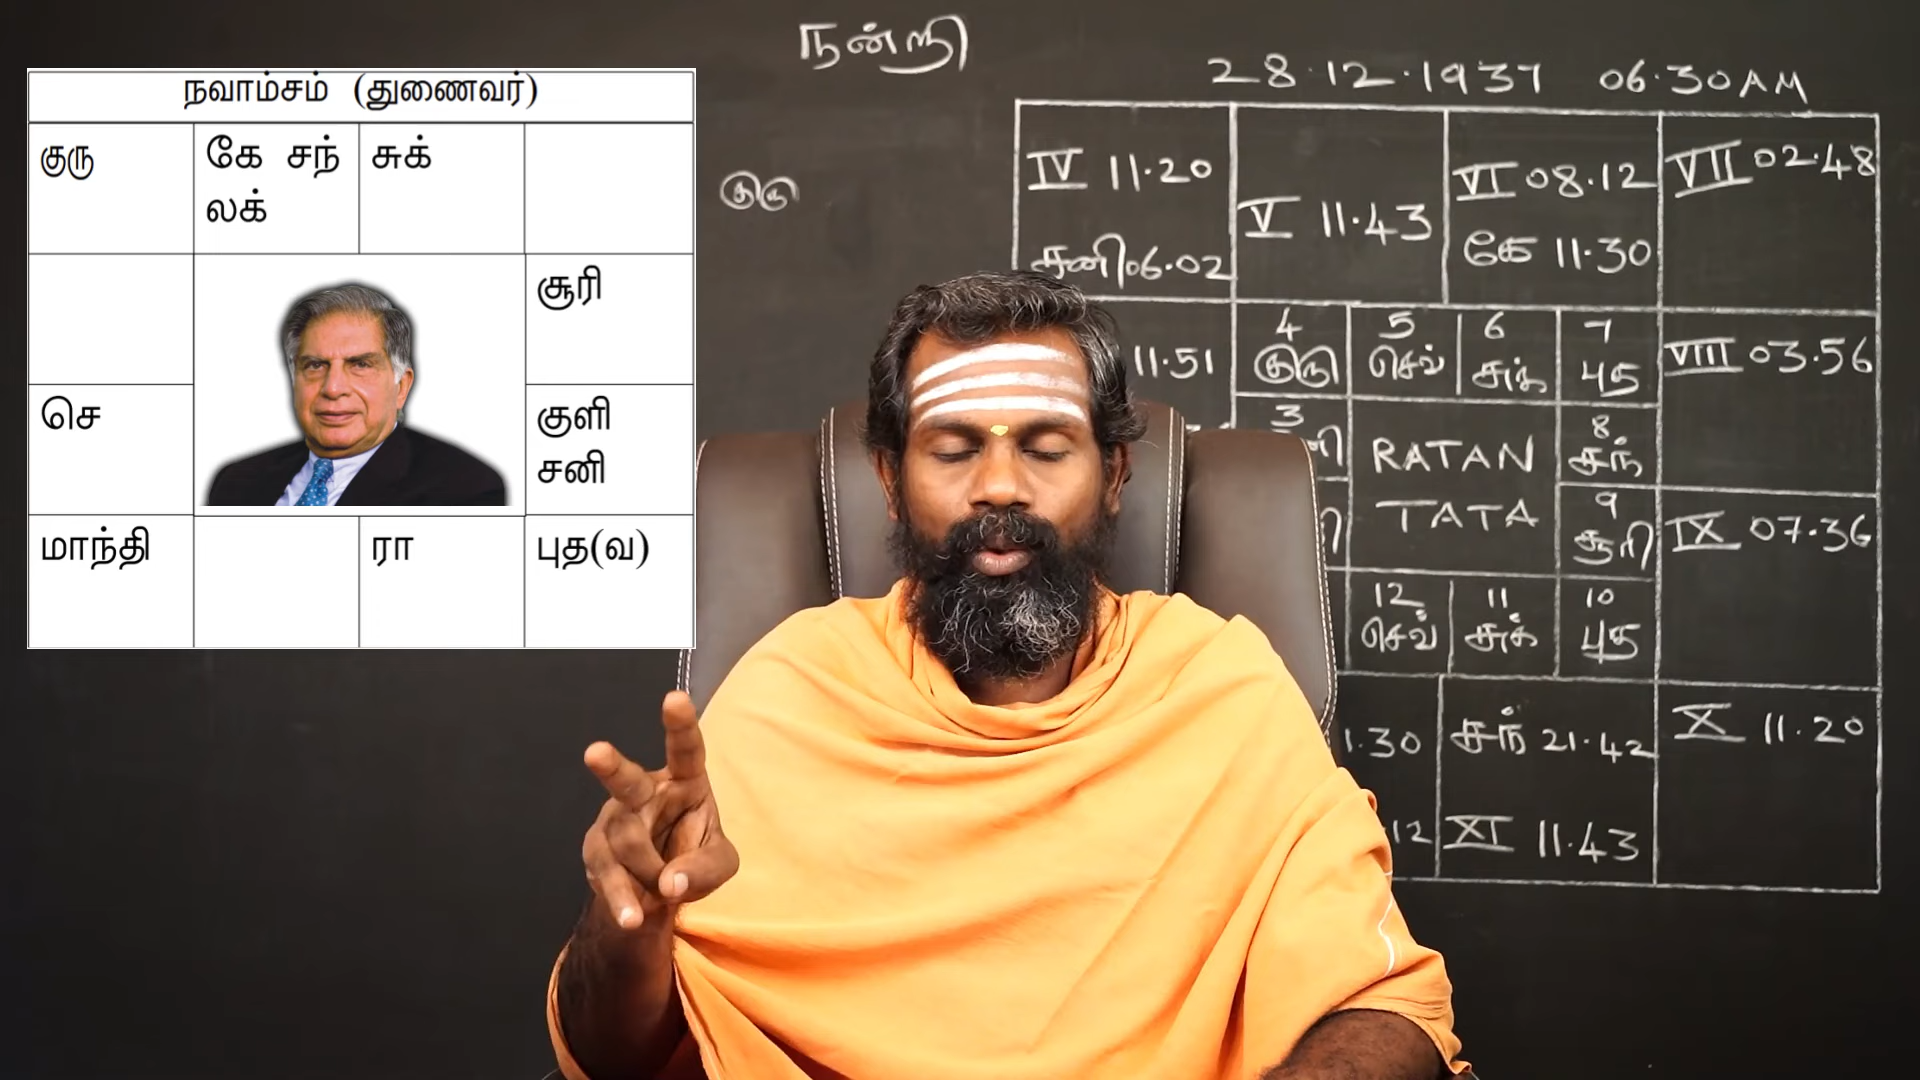 நன்றி
28.12.1937 06.30AM
நவாம்சம் (துணைவர்)
குரு
கே சந்
லக்
சுக்
சூரி
செ
குளி
சனி
மாந்தி
ரா
புத(வ)
குரு
IV 11.20
சனி 06.02
V 11.43
VI 08.12
கே 11.30
VII 02.48
11.51
4
குரு
5
செவ்
6
சுக்
7
புத
VIII 03.56
3
RATAN
TATA
8
சந்
9
சூரி
IX 07.36
12
செவ்
11
சுக்
10
புத
1.30
சந் 21.42
X 11.20
12
XI 11.43